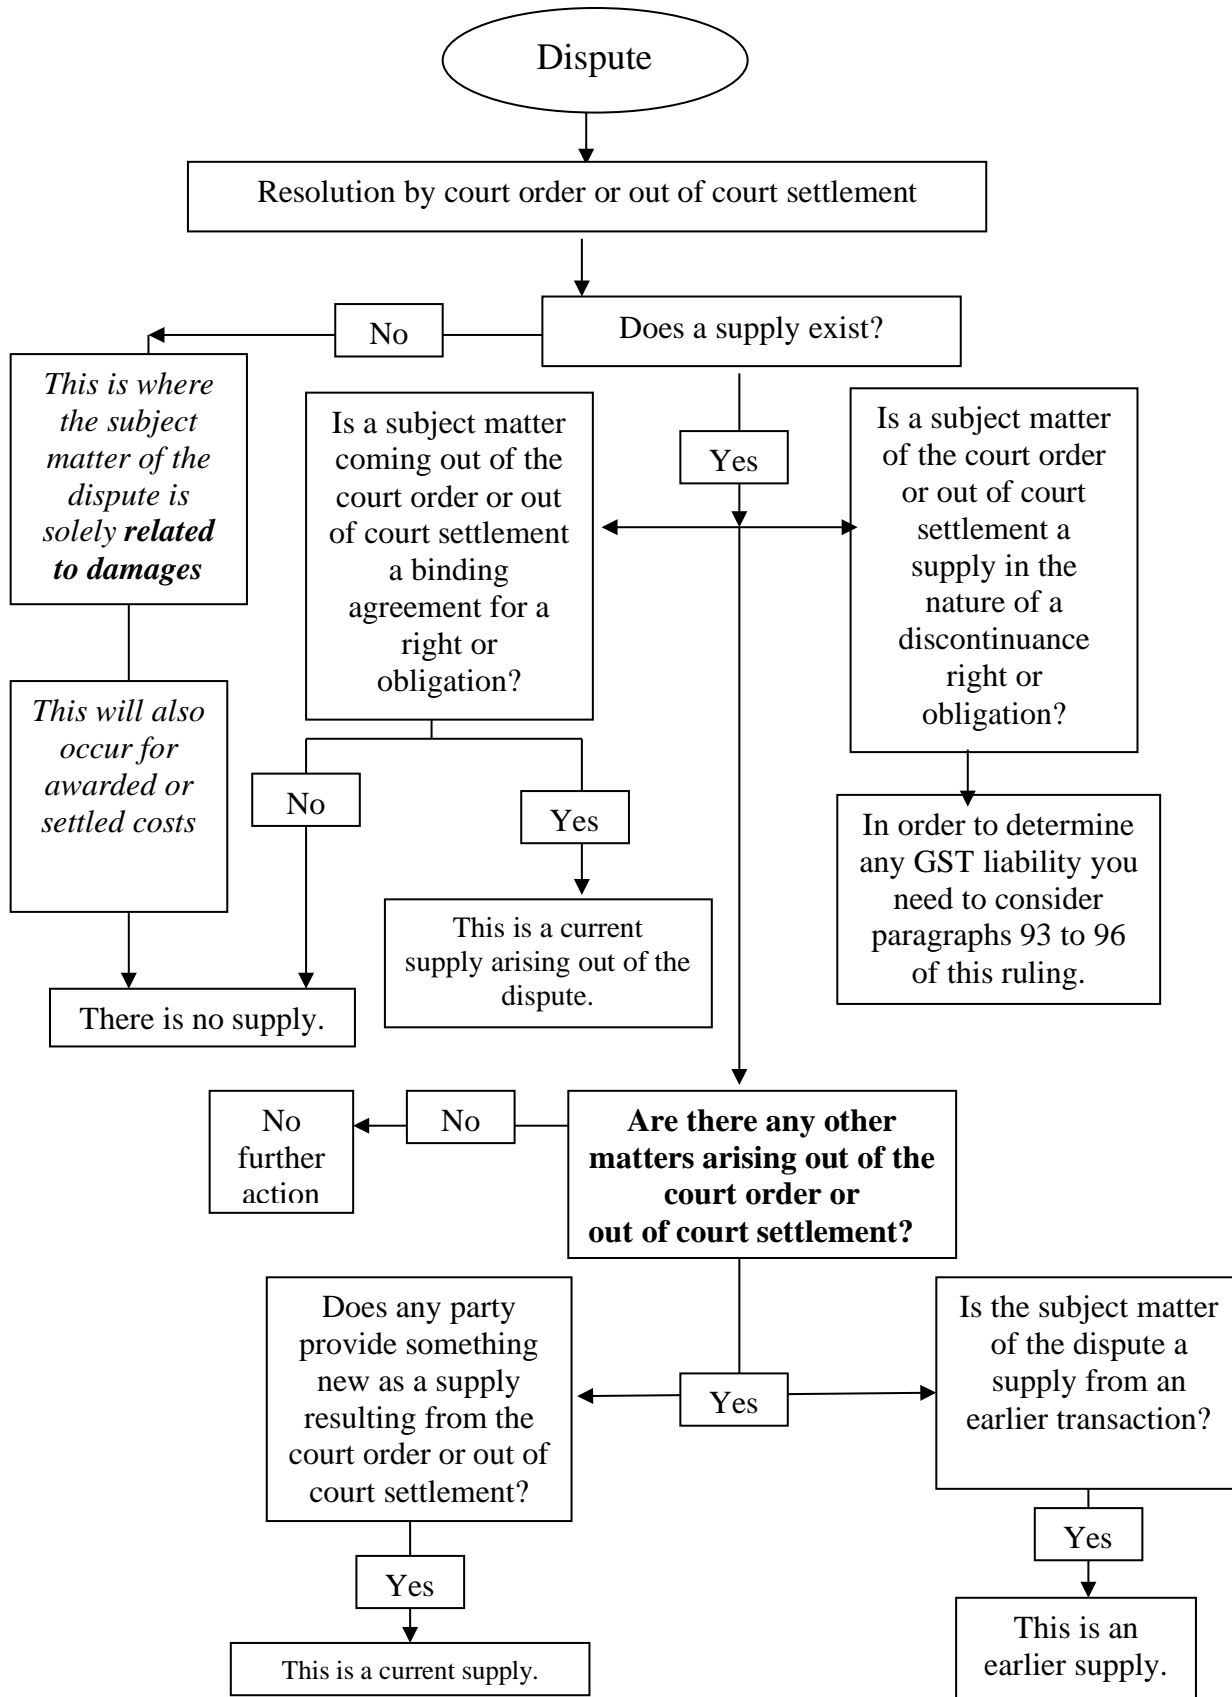 Dispute
Resolution by court order or out of court settlement
Does a supply exist?
No
This is where
the subject
matter of the
dispute is
solely related
to damages
This will also
occur for
awarded or
settled costs
Is a subject matter
coming out of the
court order or out
of court settlement
a binding
agreement for a
right or
obligation?
Yes
Is a subject matter
of the court order
or out of court
settlement a
supply in the
nature of a
discontinuance
right or
obligation?
No
Yes
In order to determine
any GST liability you
need to consider
paragraphs 93 to 96
of this ruling.
This is a current
supply arising out of the
dispute.
There is no supply.
No
further
action
No
Are there any other
matters arising out of the
court order or
out of court settlement?
Does any party
provide something
new as a supply
resulting from the
court order or out of
court settlement?
Yes
Is the subject matter
of the dispute a
supply from an
earlier transaction?
Yes
Yes
This is a current supply.
This is an
earlier supply.